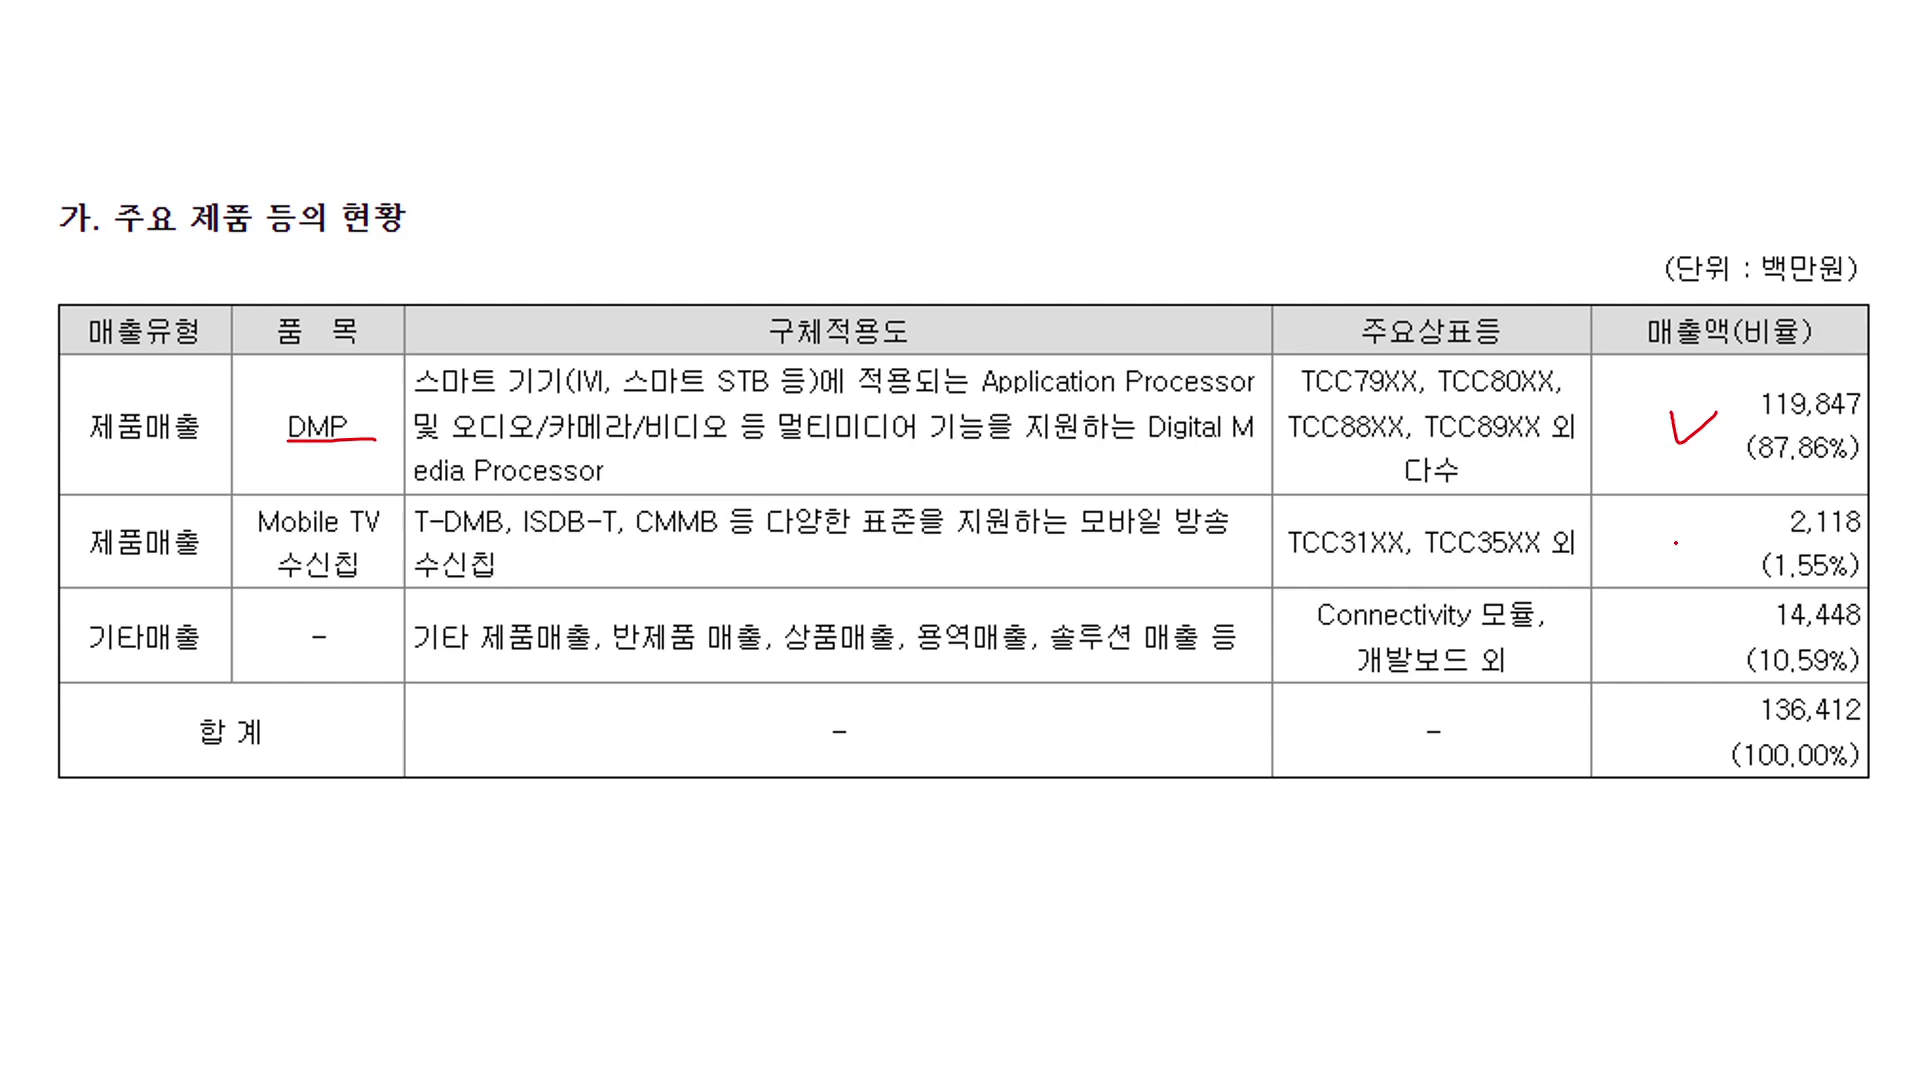 가. 주요 제품 등의 현황
(단위 : 백만원)
매출유형 품 목 구체적용도 주요상표등 매출액(비율)
제품매출 DMP 스마트 기기(IVI, 스마트 STB 등)에 적용되는 Application Processor
및 오디오/카메라/비디오 등 멀티미디어 기능을 지원하는 Digital M
edia Processor
TCC79XX, TCC80XX,
TCC88XX, TCC89XX 외
다수
119,847
(87.86%)
제품매출 Mobile TV
수신칩
T-DMB, ISDB-T, CMMB 등 다양한 표준을 지원하는 모바일 방송
수신칩
TCC31XX, TCC35XX 외
2,118
(1.55%)
기타매출 - 기타 제품매출, 반제품 매출, 상품매출, 용역매출, 솔루션 매출 등
Connectivity 모듈,
개발보드 외
14,448
(10.59%)
합 계 - -
136,412
(100.00%)